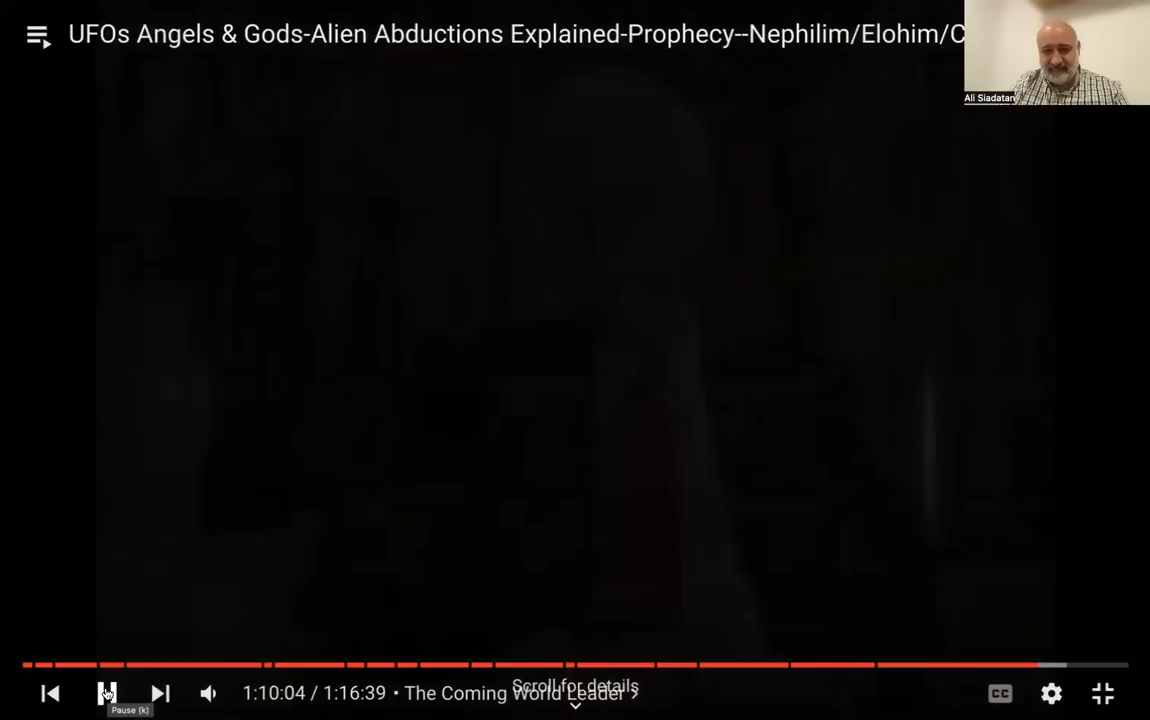 UFOs Angels & Gods-Alien Abductions Explained-Prophecy--Nephilim/Elohim/C
Ali Siadatan
1:10:04 / 1:16:39 • The Coming World Leader >
Scroll for details
CC
Pause (k)